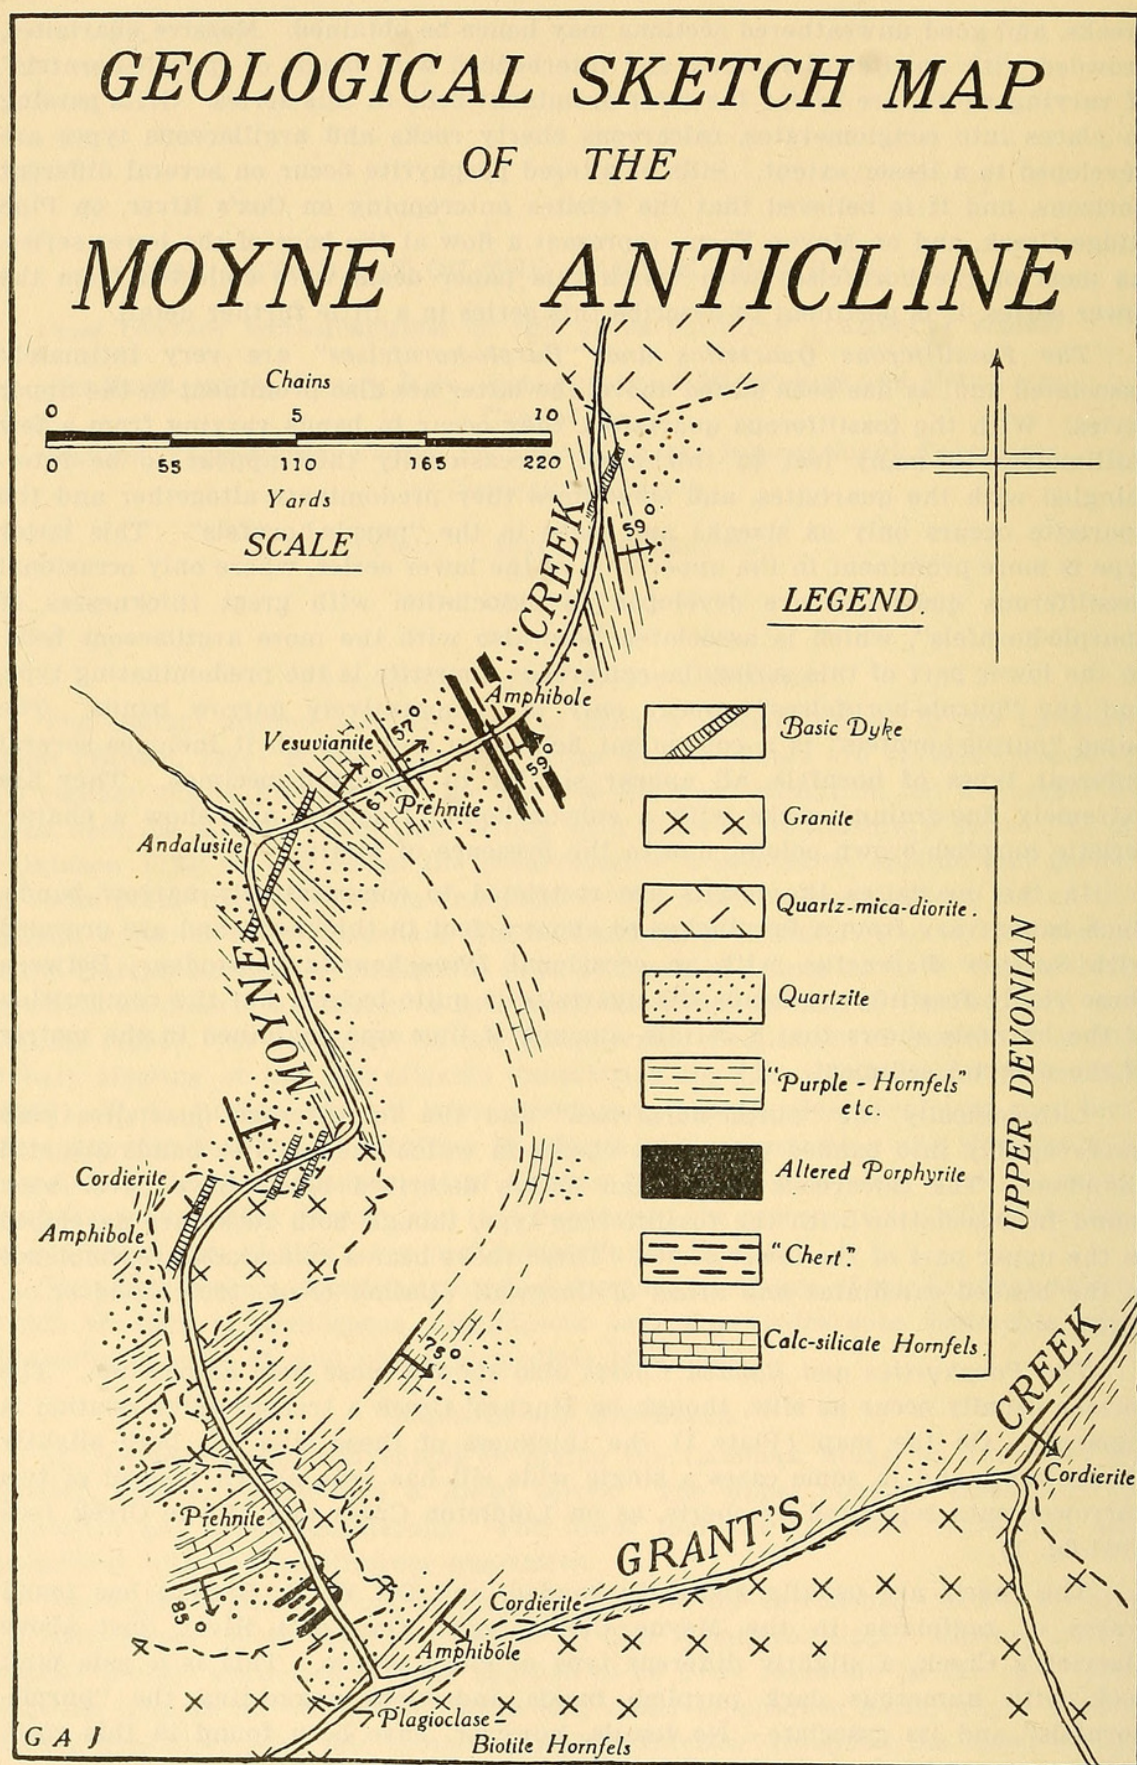 GEOLOGICAL SKETCH MAP
OF THE
MOYNE ANTICLINE
Chains
0 5 10
0 55 110 165 220
Yards
SCALE
CREEK
59°
LEGEND.
Amphibole
Vesuvianite
57°
59°
61°
Prehnite
Andalusite
MOYNE
Cordierite
Amphibole
75°
Prehnite
85°
Basic Dyke
Granite
Quartz-mica-diorite.
Quartzite
"Purple - Hornfels"
etc.
Altered Porphyrite
"Chert".
Calc-silicate Hornfels
UPPER DEVONIAN
CREEK
Cordierite
GRANT'S
Cordierite
Amphibole
Plagioclase-
Biotite Hornfels
G A J